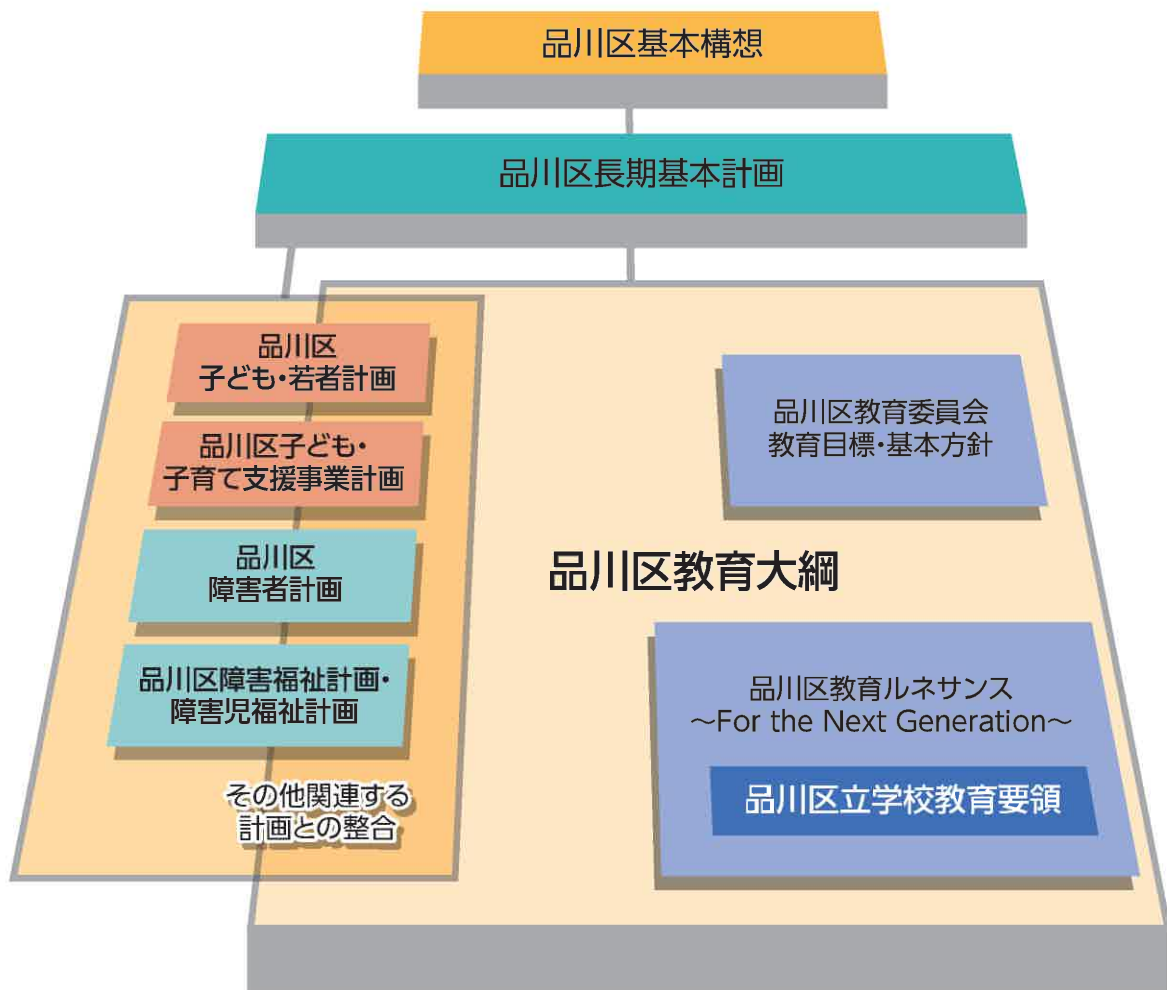 品川区基本構想
品川区長期基本計画
品川区
子ども・若者計画
品川区子ども・
子育て支援事業計画
品川区
障害者計画
品川区障害福祉計画・
障害児福祉計画
その他関連する
計画との整合
品川区教育委員会
教育目標・基本方針
品川区教育大綱
品川区教育ルネサンス
～For the Next Generation～
品川区立学校教育要領